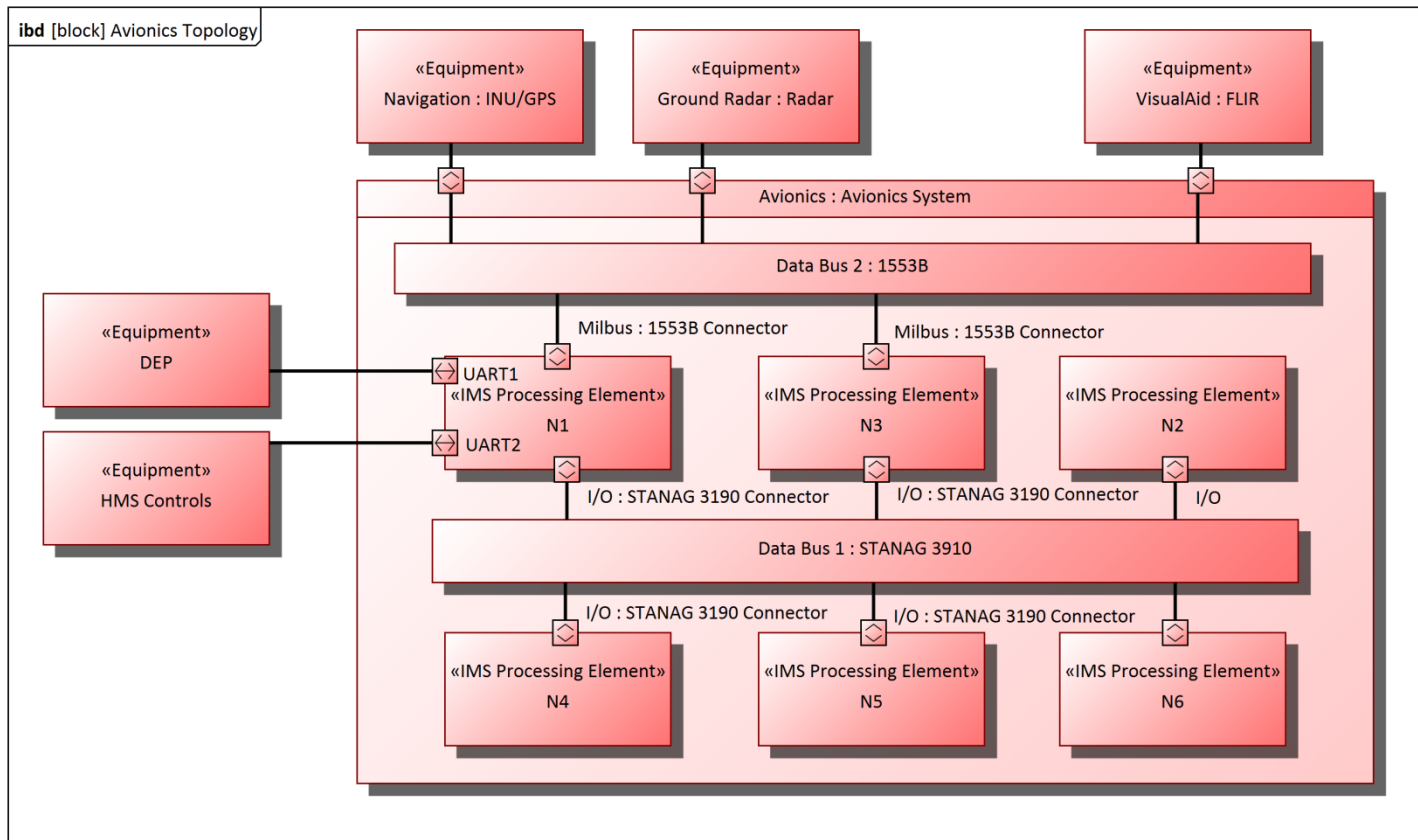 ibd [block] Avionics Topology
«Equipment»
Navigation : INU/GPS
«Equipment»
Ground Radar : Radar
«Equipment»
VisualAid : FLIR
Avionics : Avionics System
Data Bus 2 : 1553B
Milbus : 1553B Connector
Milbus : 1553B Connector
«Equipment»
DEP
«Equipment»
HMS Controls
UART1
UART2
«IMS Processing Element»
N1
«IMS Processing Element»
N3
«IMS Processing Element»
N2
I/O : STANAG 3190 Connector
I/O : STANAG 3190 Connector
I/O
Data Bus 1 : STANAG 3910
I/O : STANAG 3190 Connector
I/O : STANAG 3190 Connector
«IMS Processing Element»
N4
«IMS Processing Element»
N5
«IMS Processing Element»
N6